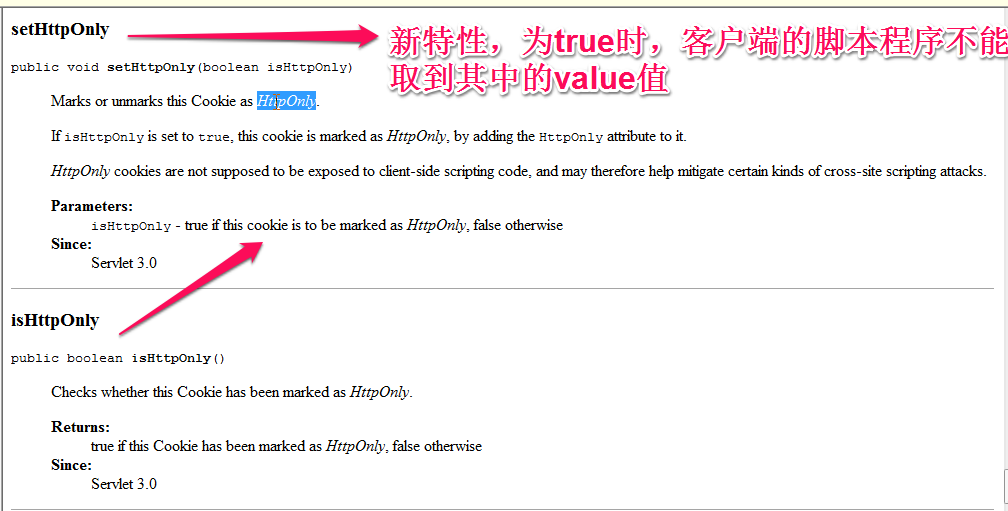 setHttpOnly
新特性，为true时，客户端的脚本程序不能
取到其中的value值
public void setHttpOnly(boolean isHttpOnly)
Marks or unmarks this Cookie as HttpOnly.
If isHttpOnly is set to true, this cookie is marked as HttpOnly, by adding the HttpOnly attribute to it.
HttpOnly cookies are not supposed to be exposed to client-side scripting code, and may therefore help mitigate certain kinds of cross-site scripting attacks.
Parameters:
isHttpOnly - true if this cookie is to be marked as HttpOnly, false otherwise
Since:
Servlet 3.0
isHttpOnly
public boolean isHttpOnly()
Checks whether this Cookie has been marked as HttpOnly.
Returns:
true if this Cookie has been marked as HttpOnly, false otherwise
Since:
Servlet 3.0